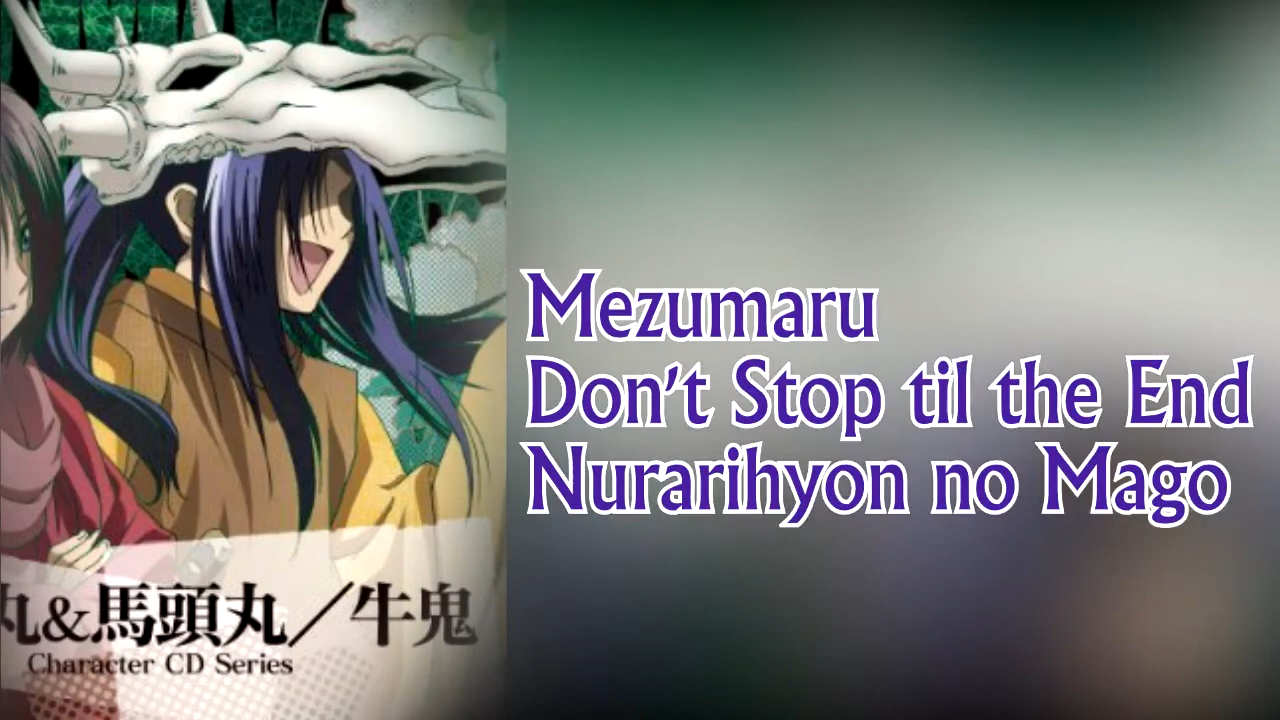 Mezumaru
Don't Stop til the End
Nurarihyon no Mago
丸&馬頭丸／牛鬼
Character CD Series